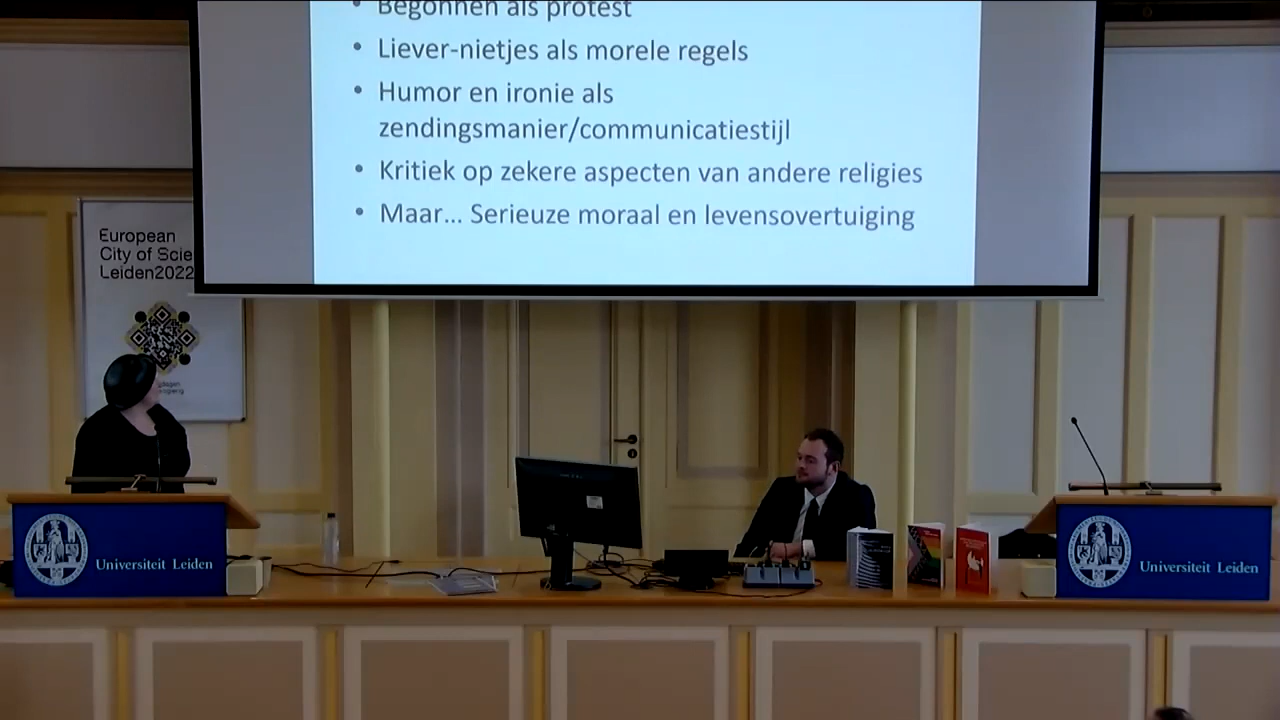 Begonnen als protest
• Liever-nietjes als morele regels
• Humor en ironie als
zendingsmanier/communicatiestijl
• Kritiek op zekere aspecten van andere religies
• Maar... Serieuze moraal en levensovertuiging
European
City of Scie
Leiden2022
Universiteit Leiden
Universiteit Leiden